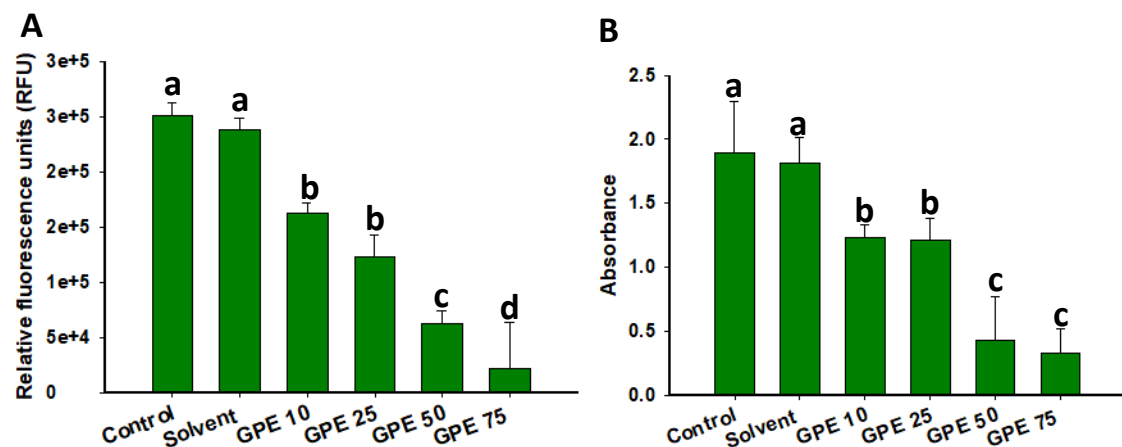 A
Relative fluorescence units (RFU)
3e+5
3e+5
2e+5
2e+5
1e+5
5e+4
0
a
a
b
b
c
d
Control
Solvent
GPE 10
GPE 25
GPE 50
GPE 75
B
Absorbance
2.5
2.0
1.5
1.0
0.5
0.0
a
a
b
b
c
c
Control
Solvent
GPE 10
GPE 25
GPE 50
GPE 75